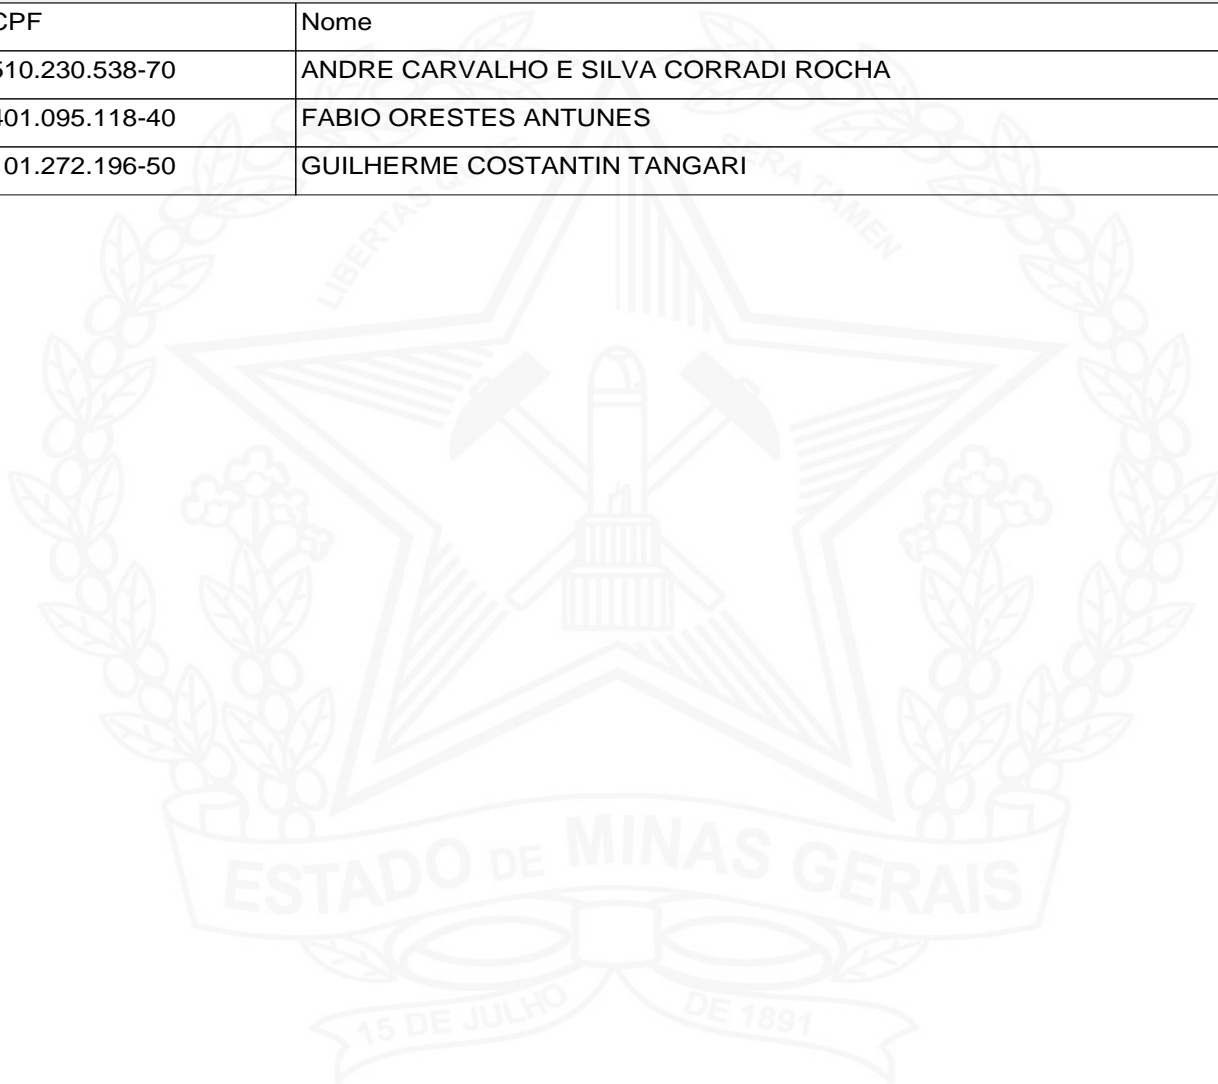 CPF Nome
510.230.538-70 ANDRE CARVALHO E SILVA CORRADI ROCHA
401.095.118-40 FABIO ORESTES ANTUNES
01.272.196-50 GUILHERME COSTANTIN TANGARI
LIBERTAS QUE SERA TAMEN
ESTADO DE MINAS GERAIS
15 DE JULHO DE 1891